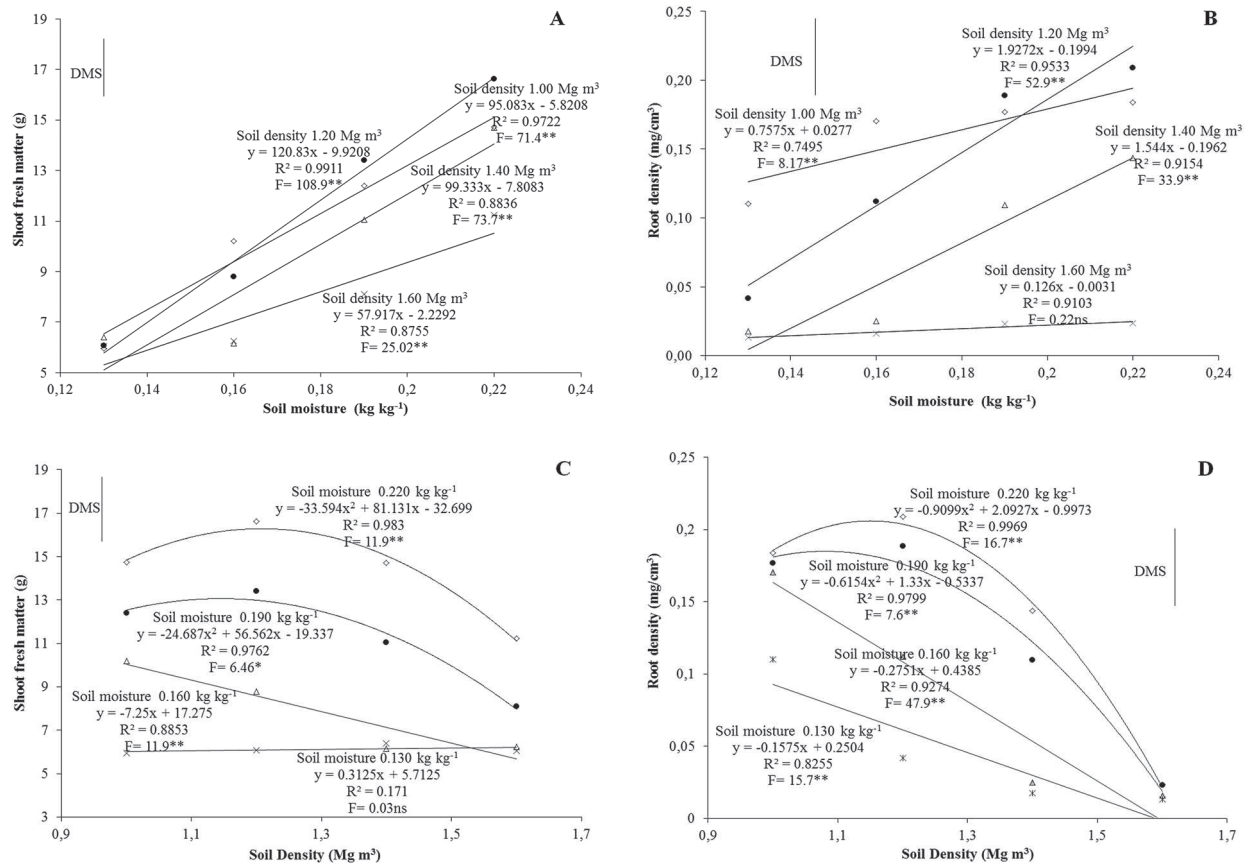 A
19
17
15
13
11
9
7
5
0,12
0,14
0,16
0,18
0,2
0,22
0,24
Shoot fresh matter (g)
Soil moisture (kg kg⁻¹)
DMS
Soil density 1.20 Mg m³
y = 120.83x - 9.9208
R² = 0.9911
F= 108.9**
Soil density 1.00 Mg m³
y = 95.083x - 5.8208
R² = 0.9722
F= 71.4**
Soil density 1.40 Mg m³
y = 99.333x - 7.8083
R² = 0.8836
F= 73.7**
Soil density 1.60 Mg m³
y = 57.917x - 2.2292
R² = 0.8755
F= 25.02**
B
0,25
0,20
0,15
0,10
0,05
0,00
0,12
0,14
0,16
0,18
0,2
0,22
0,24
Root density (mg/cm³)
Soil moisture (kg kg⁻¹)
DMS
Soil density 1.20 Mg m³
y = 1.9272x - 0.1994
R² = 0.9533
F= 52.9**
Soil density 1.00 Mg m³
y = 0.7575x + 0.0277
R² = 0.7495
F= 8.17**
Soil density 1.40 Mg m³
y = 1.544x - 0.1962
R² = 0.9154
F= 33.9**
Soil density 1.60 Mg m³
y = 0.126x - 0.0031
R² = 0.9103
F= 0.22ns
C
19
17
15
13
11
9
7
5
3
0,9
1,1
1,3
1,5
1,7
Shoot fresh matter (g)
Soil Density (Mg m³)
DMS
Soil moisture 0.220 kg kg⁻¹
y = -33.594x² + 81.131x - 32.699
R² = 0.983
F= 11.9**
Soil moisture 0.190 kg kg⁻¹
y = -24.687x² + 56.562x - 19.337
R² = 0.9762
F= 6.46*
Soil moisture 0.160 kg kg⁻¹
y = -7.25x + 17.275
R² = 0.8853
F= 11.9**
Soil moisture 0.130 kg kg⁻¹
y = 0.3125x + 5.7125
R² = 0.171
F= 0.03ns
D
0,25
0,2
0,15
0,1
0,05
0
0,9
1,1
1,3
1,5
1,7
Root density (mg/cm³)
Soil Density (Mg m³)
DMS
Soil moisture 0.220 kg kg⁻¹
y = -0.9099x² + 2.0927x - 0.9973
R² = 0.9969
F= 16.7**
Soil moisture 0.190 kg kg⁻¹
y = -0.6154x² + 1.33x - 0.5337
R² = 0.9799
F= 7.6**
Soil moisture 0.160 kg kg⁻¹
y = -0.2751x + 0.4385
R² = 0.9274
F= 47.9**
Soil moisture 0.130 kg kg⁻¹
y = -0.1575x + 0.2504
R² = 0.8255
F= 15.7**